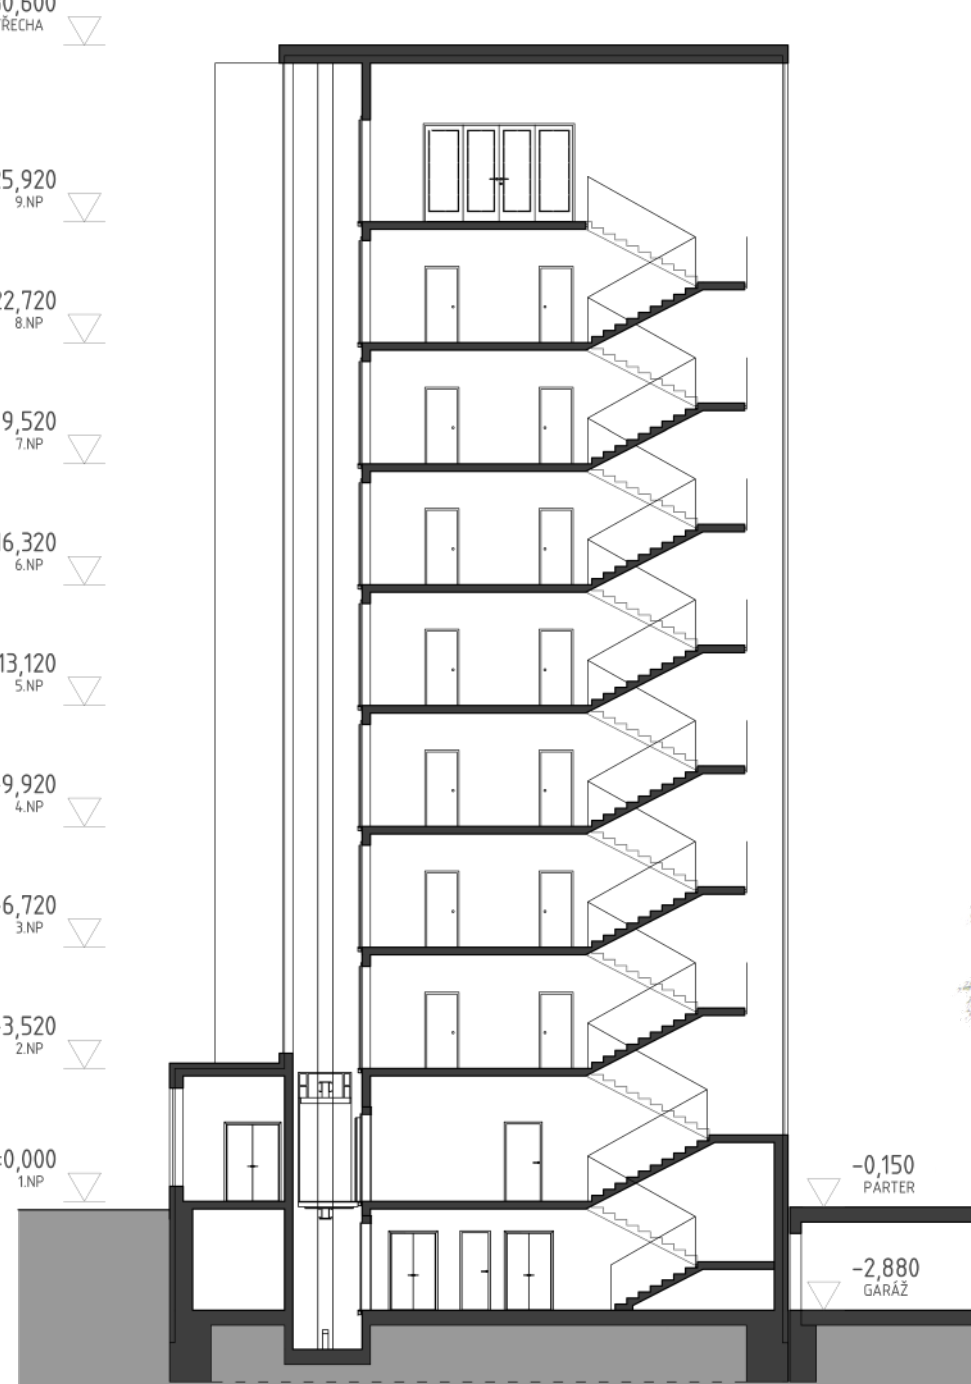 0,600
ŘECHA
5,920
9.NP
22,720
8.NP
9,520
7.NP
16,320
6.NP
13,120
5.NP
9,920
4.NP
6,720
3.NP
3,520
2.NP
0,000
1.NP
-0,150
PARTER
-2,880
GARÁŽ